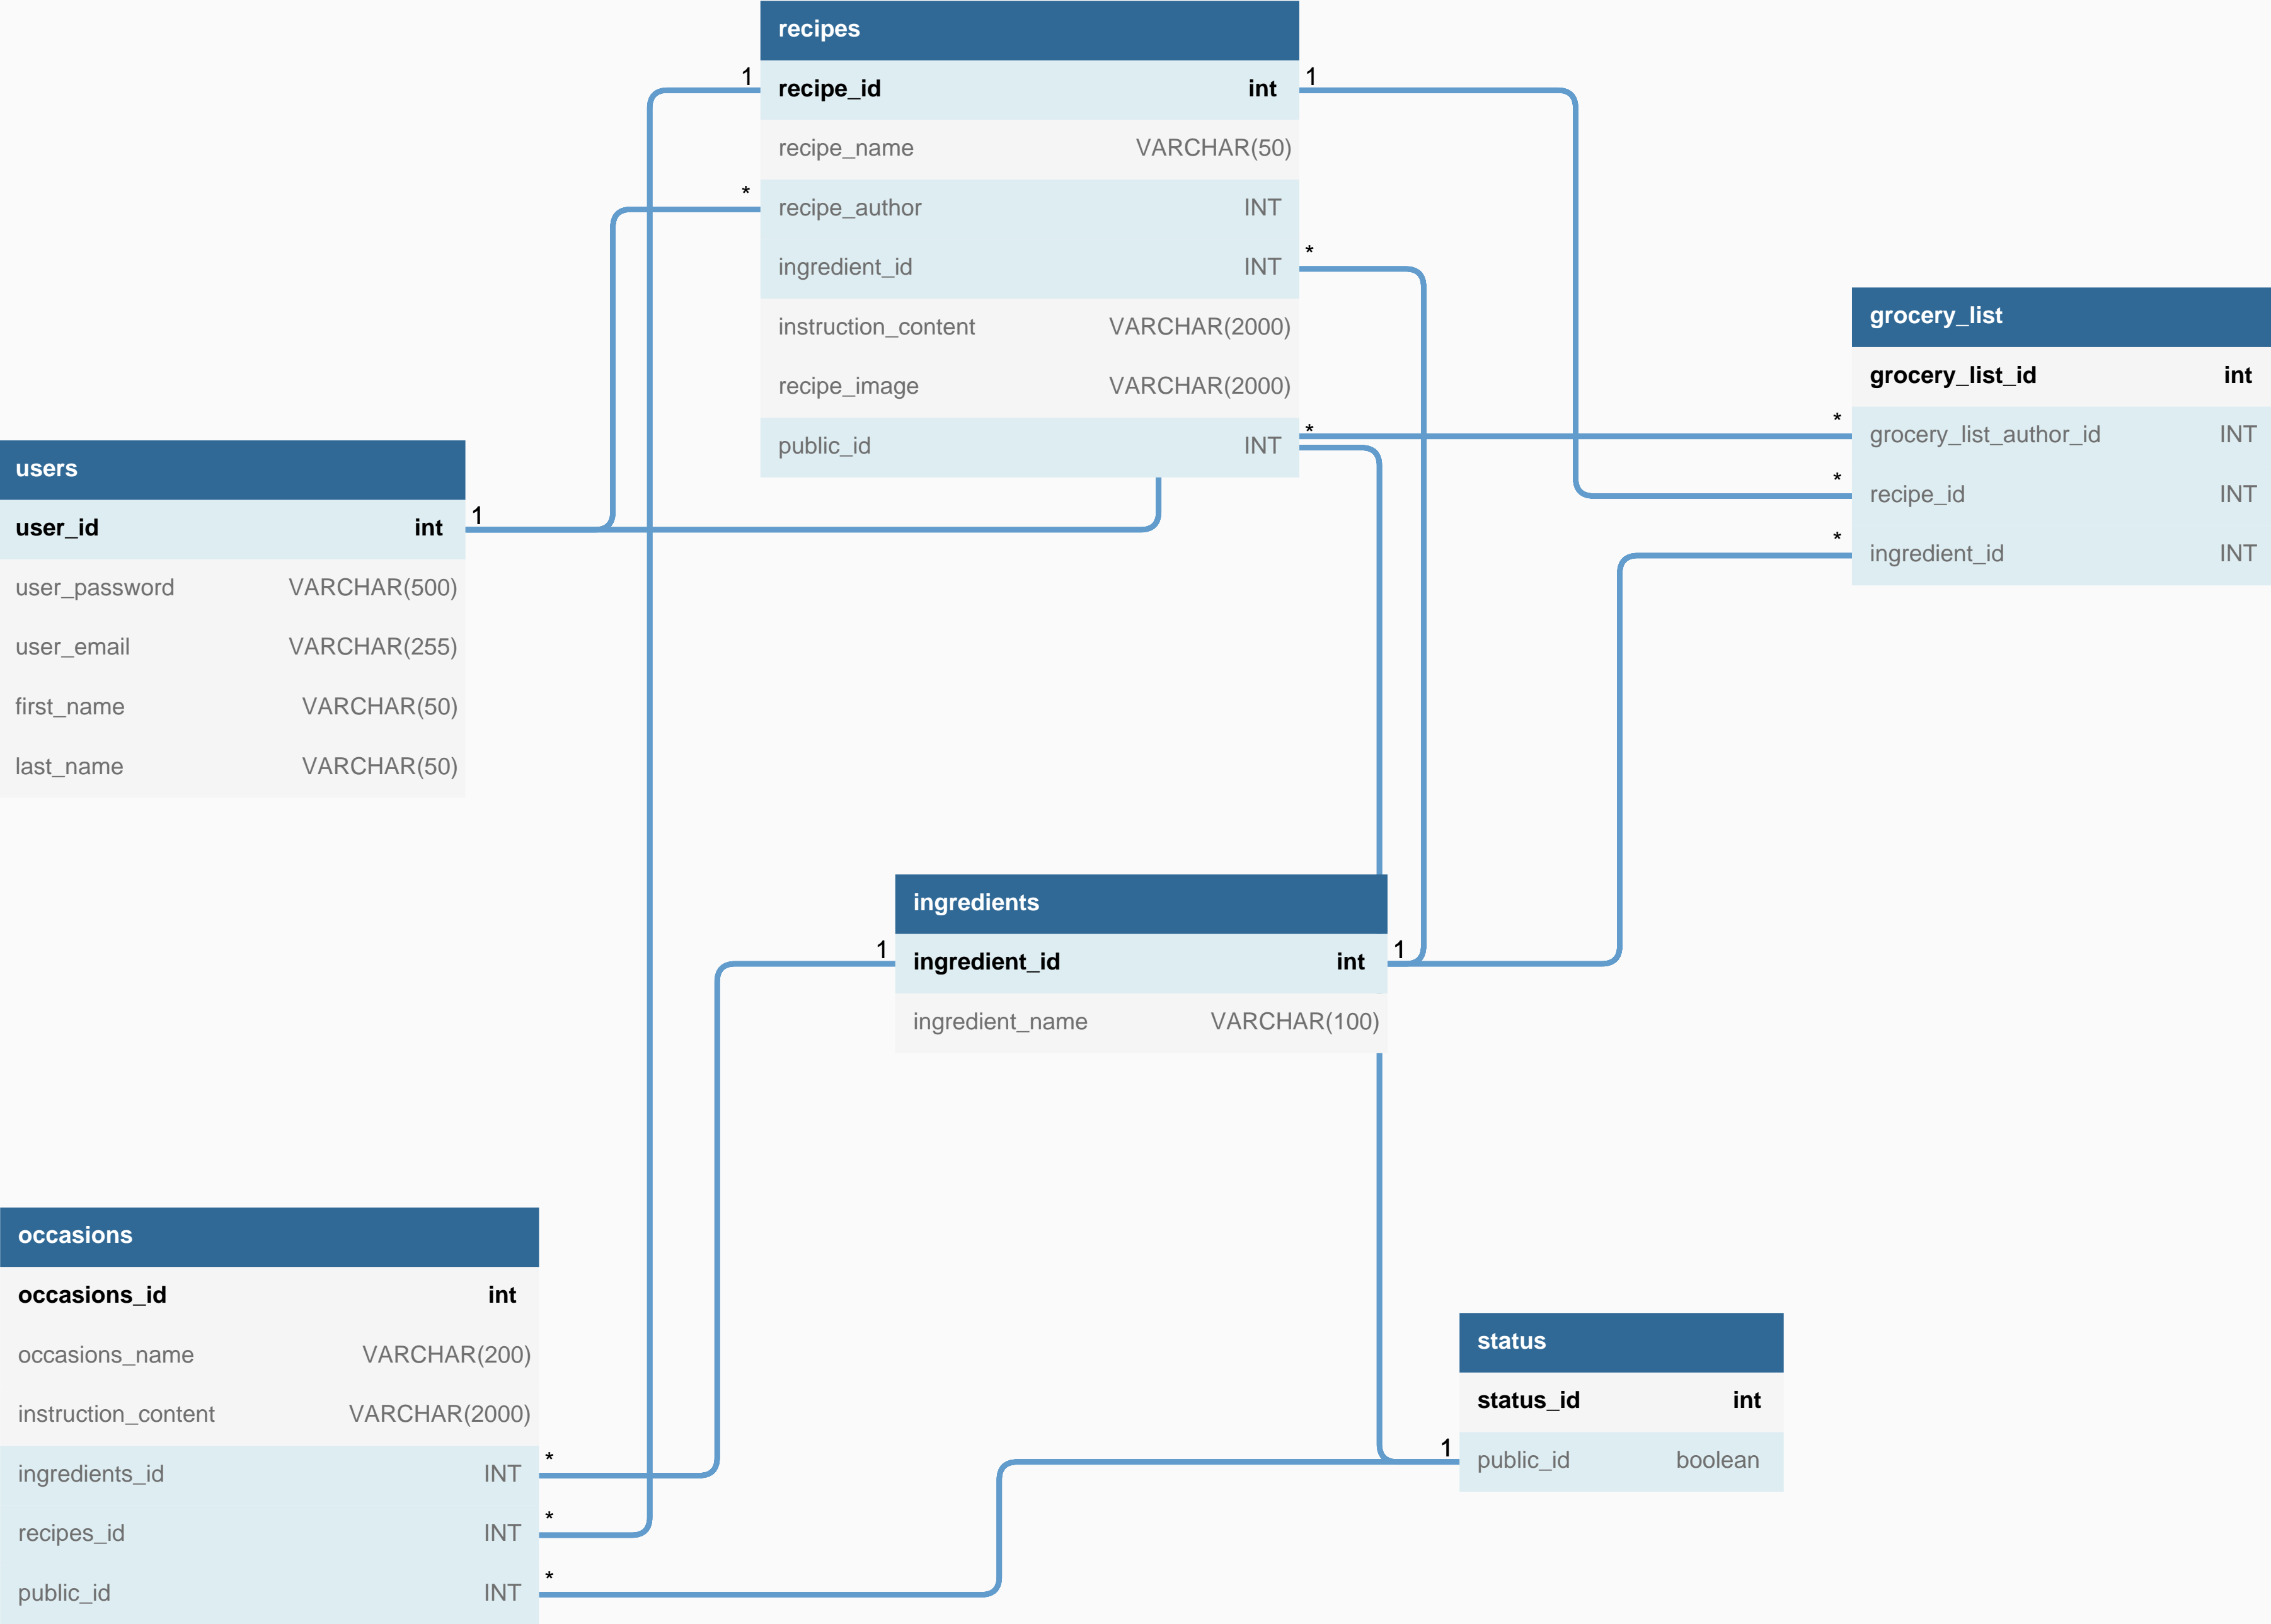 recipes
1
1
recipe_id int
recipe_name VARCHAR(50)
*
recipe_author INT
*
ingredient_id INT
instruction_content VARCHAR(2000)
recipe_image VARCHAR(2000)
*
public_id INT
grocery_list
grocery_list_id int
*
grocery_list_author_id INT
*
recipe_id INT
*
ingredient_id INT
users
1
user_id int
user_password VARCHAR(500)
user_email VARCHAR(255)
first_name VARCHAR(50)
last_name VARCHAR(50)
ingredients
1
1
ingredient_id int
ingredient_name VARCHAR(100)
occasions
occasions_id int
occasions_name VARCHAR(200)
instruction_content VARCHAR(2000)
*
ingredients_id INT
*
recipes_id INT
*
public_id INT
status
status_id int
1
public_id boolean